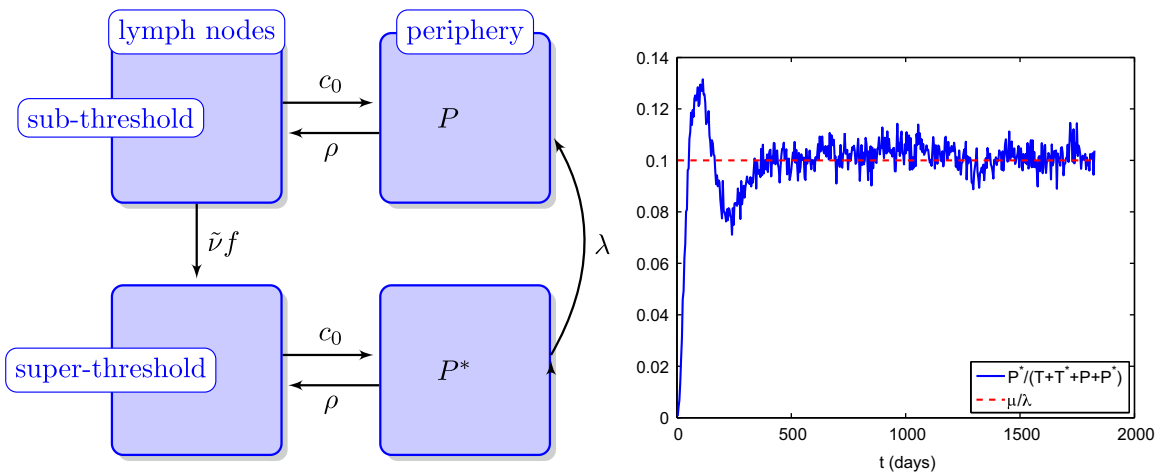 lymph nodes
periphery
sub-threshold
c₀
ρ
P
ν̃f
λ
super-threshold
c₀
ρ
P*
0.14
0.12
0.1
0.08
0.06
0.04
0.02
0
0
500
1000
1500
2000
t (days)
P*/(T+T*+P+P*)
μ/λ